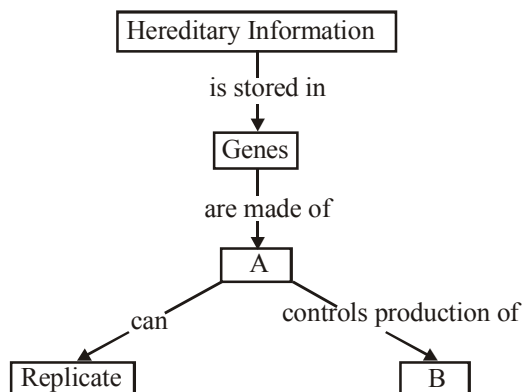 Hereditary Information
is stored in
Genes
are made of
A
can
controls production of
Replicate
B